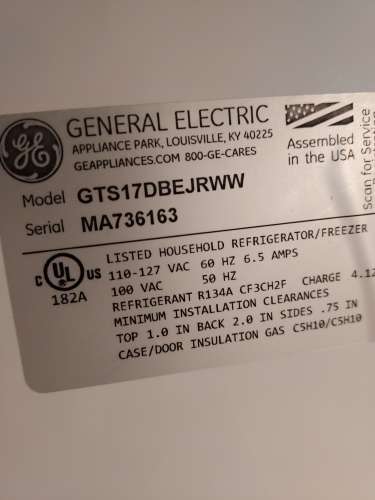 GENERAL ELECTRIC
APPLIANCE PARK, LOUISVILLE, KY 40225
GEAPPLIANCES.COM 800-GE-CARES
Assembled
in the USA
Model GTS17DBEJRWW
Serial MA736163
Scan for Service
GE
C UL US
182A
LISTED HOUSEHOLD REFRIGERATOR/FREEZER
110-127 VAC 60 HZ 6.5 AMPS
100 VAC 50 HZ
REFRIGERANT R134A CF3CH2F CHARGE 4.12
MINIMUM INSTALLATION CLEARANCES
TOP 1.0 IN BACK 2.0 IN SIDES .75 IN
CASE/DOOR INSULATION GAS C5H10/C5H10